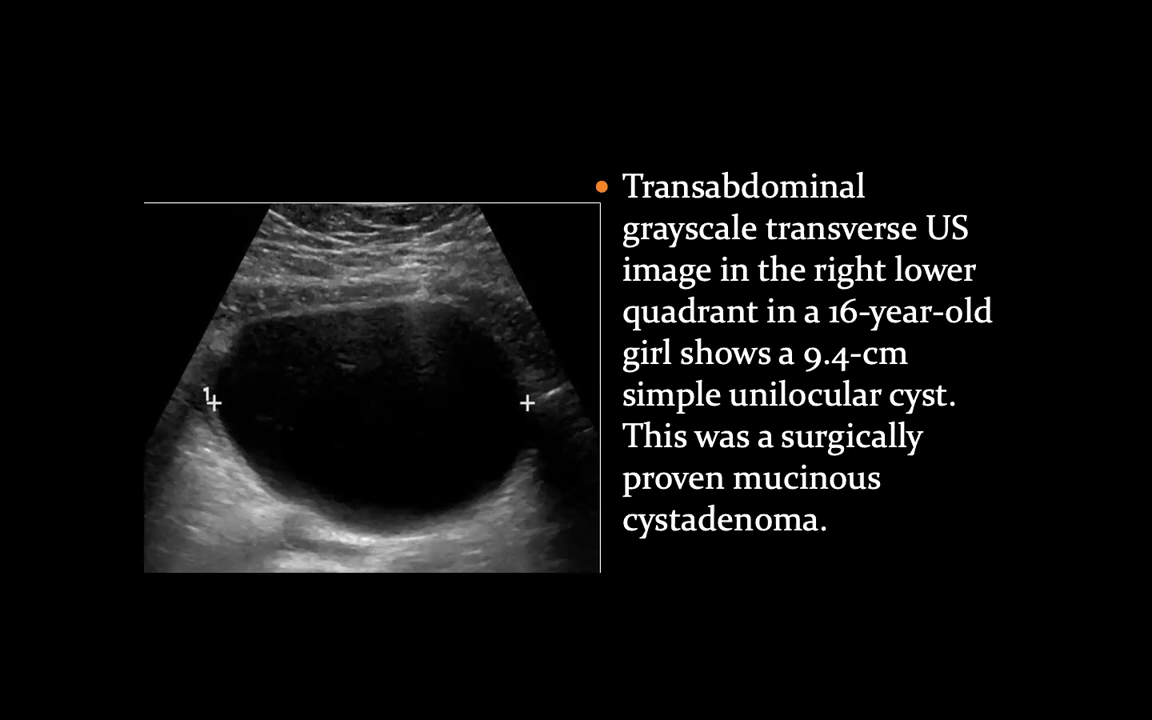 Transabdominal
grayscale transverse US
image in the right lower
quadrant in a 16-year-old
girl shows a 9.4-cm
simple unilocular cyst.
This was a surgically
proven mucinous
cystadenoma.
1